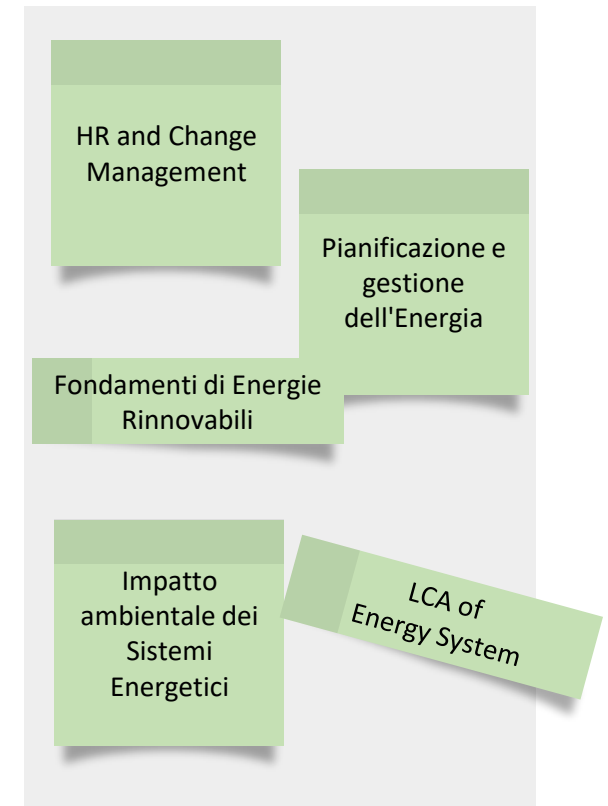 HR and Change
Management
Pianificazione e
gestione
dell'Energia
Fondamenti di Energie
Rinnovabili
Impatto
ambientale dei
Sistemi
Energetici
LCA of
Energy System